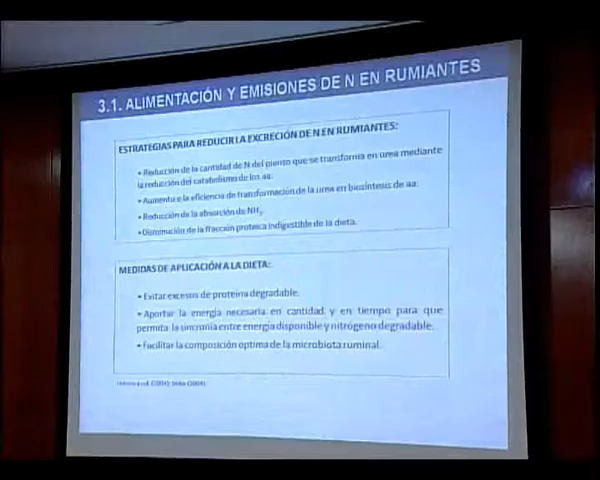 3.1. ALIMENTACIÓN Y EMISIONES DE N EN RUMIANTES
ESTRATEGIAS PARA REDUCIR LA EXCRECIÓN DE N EN RUMIANTES:
• Reducción de la cantidad de N del pienso que se transforma en urea mediante
la reducción del catabolismo de los aa.
• Aumento e la eficiencia de transformación de la urea en biosíntesis de aa.
• Reducción de la absorción de NH3.
• Disminución de la fracción proteica indigestible de la dieta.
MEDIDAS DE APLICACIÓN A LA DIETA:
• Evitar excesos de proteína degradable.
• Aportar la energía necesaria en cantidad y en tiempo para que
permita la sincronía entre energía disponible y nitrógeno degradable.
• Facilitar la composición optima de la microbiota ruminal.